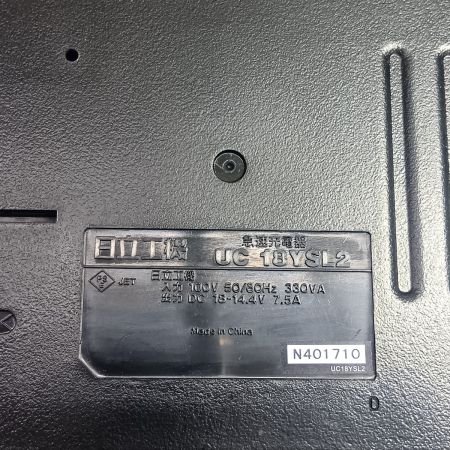 急速充電器
日立工機 UC 18YSL2
日立工機
JET
入力 100V 50/60Hz 330VA
出力 DC 18-14.4V 7.5A
Made in China
N401710
UC18YSL2
D